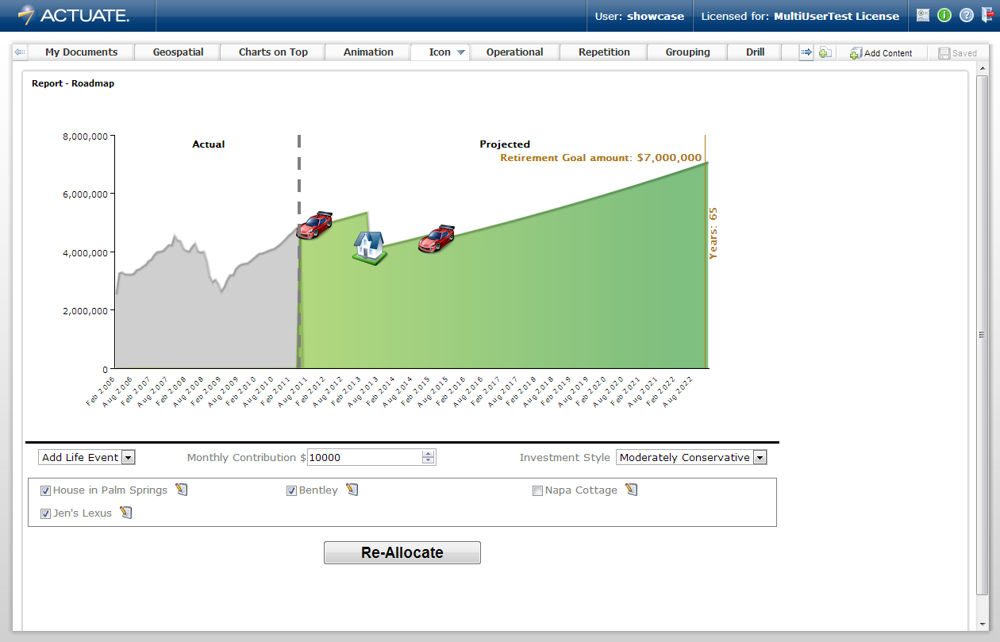 ACTUATE.
User: showcase
Licensed for: MultiUserTest License
My Documents
Geospatial
Charts on Top
Animation
Icon
Operational
Repetition
Grouping
Drill
Add Content
Saved
Report - Roadmap
Actual
Projected
Retirement Goal amount: $7,000,000
Years: 65
8,000,000
6,000,000
4,000,000
2,000,000
0
Feb 2006
Aug 2006
Feb 2007
Aug 2007
Feb 2008
Aug 2008
Feb 2009
Aug 2009
Feb 2010
Aug 2010
Feb 2011
Aug 2011
Feb 2012
Aug 2012
Feb 2013
Aug 2013
Feb 2014
Aug 2014
Feb 2015
Aug 2015
Feb 2016
Aug 2016
Feb 2017
Aug 2017
Feb 2018
Aug 2018
Feb 2019
Aug 2019
Feb 2020
Aug 2020
Feb 2021
Aug 2021
Feb 2022
Aug 2022
Add Life Event
Monthly Contribution $ 10000
Investment Style Moderately Conservative
House in Palm Springs
Bentley
Napa Cottage
Jen's Lexus
Re-Allocate